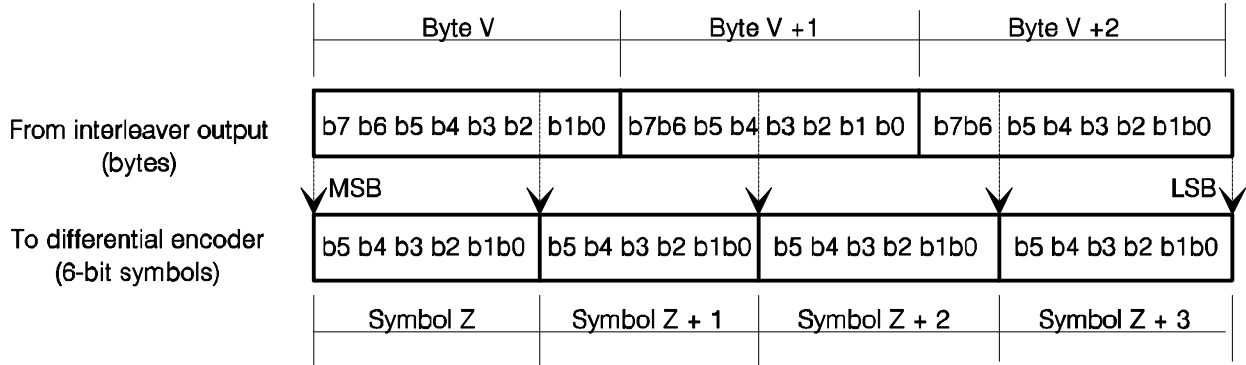 Byte V Byte V +1 Byte V +2
From interleaver output
(bytes)
b7 b6 b5 b4 b3 b2 b1b0 b7b6 b5 b4 b3 b2 b1 b0 b7b6 b5 b4 b3 b2 b1b0
MSB LSB
To differential encoder
(6-bit symbols)
b5 b4 b3 b2 b1b0 b5 b4 b3 b2 b1b0 b5 b4 b3 b2 b1b0 b5 b4 b3 b2 b1b0
Symbol Z Symbol Z + 1 Symbol Z + 2 Symbol Z + 3